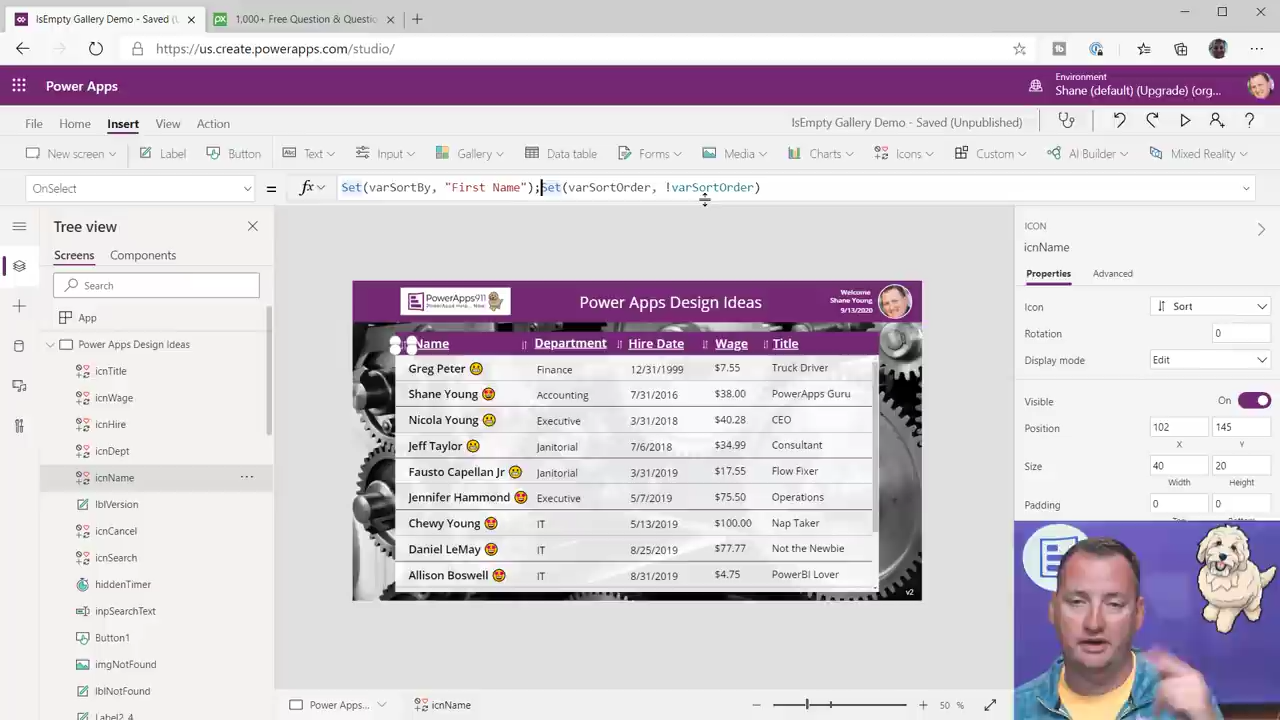 IsEmpty Gallery Demo - Saved (U
1,000+ Free Question & Questio
https://us.create.powerapps.com/studio/
Power Apps
Environment
Shane (default) (Upgrade) (org...
File Home Insert View Action
IsEmpty Gallery Demo - Saved (Unpublished)
New screen Label Button Text Input Gallery Data table Forms Media Charts Icons Custom AI Builder Mixed Reality
OnSelect = fx Set(varSortBy, "First Name");Set(varSortOrder, !varSortOrder)
Tree view
Screens Components
Search
App
Power Apps Design Ideas
icnTitle
icnWage
icnHire
icnDept
icnName
lblVersion
icnCancel
icnSearch
hiddenTimer
inpSearchText
Button1
imgNotFound
lblNotFound
Label2_4
PowerApps911
PowerApps Help... Now.
Power Apps Design Ideas
Welcome
Shane Young
9/13/2020
Name Department Hire Date Wage Title
Greg Peter Finance 12/31/1999 $7.55 Truck Driver
Shane Young Accounting 7/31/2016 $38.00 PowerApps Guru
Nicola Young Executive 3/31/2018 $40.28 CEO
Jeff Taylor Janitorial 7/6/2018 $34.99 Consultant
Fausto Capellan Jr Janitorial 3/31/2019 $17.55 Flow Fixer
Jennifer Hammond Executive 5/7/2019 $75.50 Operations
Chewy Young IT 5/13/2019 $100.00 Nap Taker
Daniel LeMay IT 8/25/2019 $77.77 Not the Newbie
Allison Boswell IT 8/31/2019 $4.75 PowerBI Lover
v2
ICON
icnName
Properties Advanced
Icon Sort
Rotation 0
Display mode Edit
Visible On
Position 102 145
X Y
Size 40 20
Width Height
Padding 0 0
Power Apps... icnName
50 %